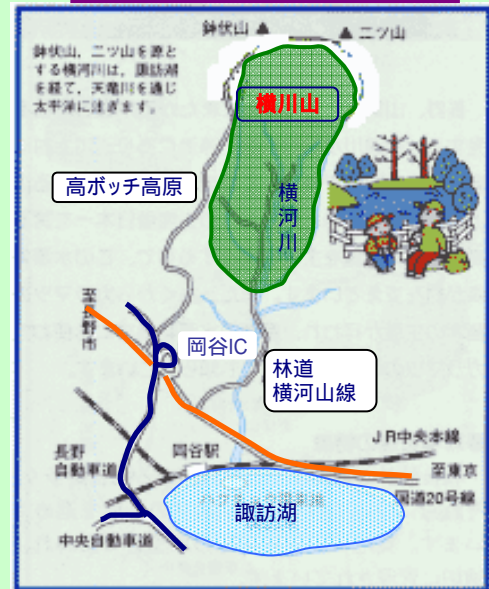 鉢伏山
二ツ山
鉢伏山、二ツ山を源と
する横河川は、諏訪湖
を経て、天竜川を通じ
太平洋に注ぎます。
横川山
高ボッチ高原
横河川
至長野市
岡谷IC
林道
横河山線
JR中央本線
長野
自動車道
岡谷駅
至東京
国道20号線
諏訪湖
中央自動車道